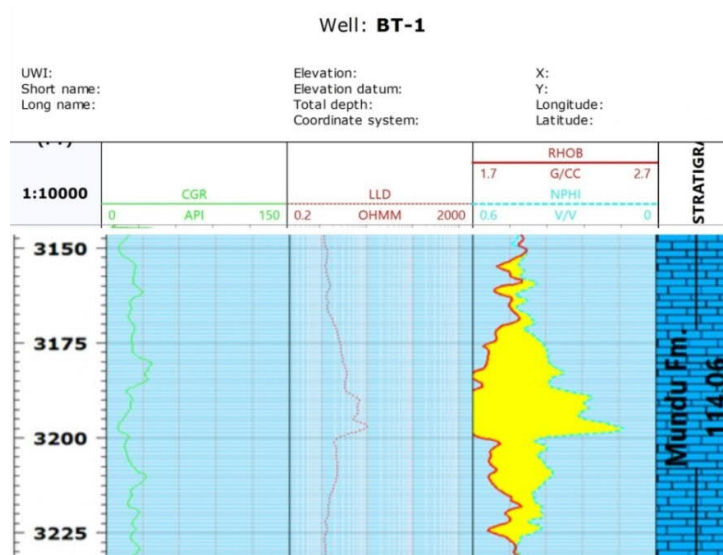 Well: BT-1
UWI: Elevation: X:
Short name: Elevation datum: Y:
Long name: Total depth: Longitude:
Coordinate system: Latitude:
RHOB
1:10000 1.7 G/CC 2.7
CGR LLD NPHI
0 API 150 0.2 OHMM 2000 0.6 V/V 0
STRATIGRA
3150
3175
3200
3225
Mundu Fm.
114.06